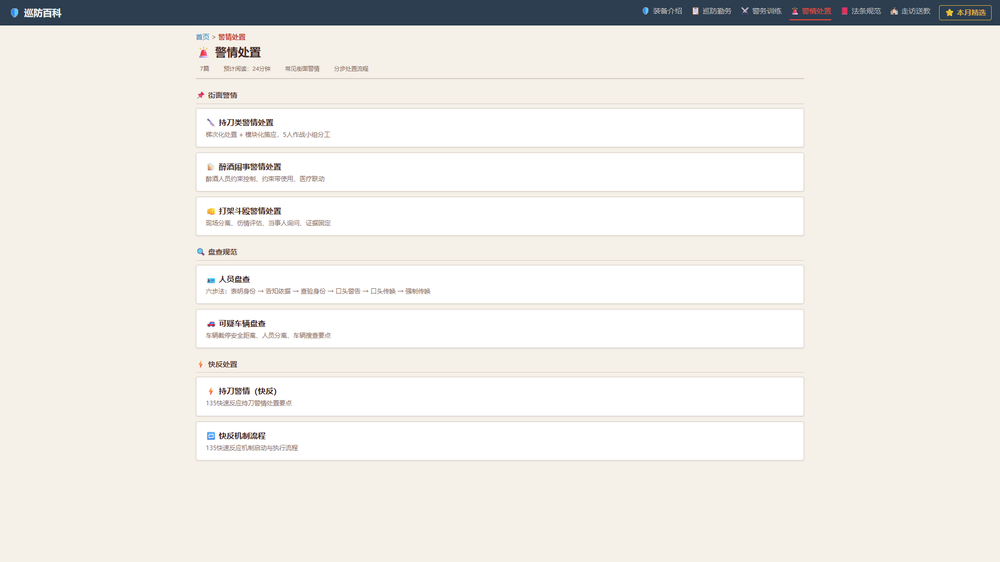 巡防百科
装备介绍
巡防勤务
警务训练
警情处置
法条规范
走访送教
本月精选
首页 > 警情处置
警情处置
7篇 预计阅读：24分钟 常见街面警情 分步处置流程
街面警情
持刀类警情处置
梯次化处置 + 模块化策应，5人作战小组分工
醉酒闹事警情处置
醉酒人员约束控制、约束带使用、医疗联动
打架斗殴警情处置
现场分离、伤情评估、当事人询问、证据固定
盘查规范
人员盘查
六步法：表明身份 → 告知依据 → 查验身份 → 口头警告 → 口头传唤 → 强制传唤
可疑车辆盘查
车辆截停安全距离、人员分离、车辆搜查要点
快反处置
持刀警情（快反）
135快速反应持刀警情处置要点
快反机制流程
135快速反应机制启动与执行流程